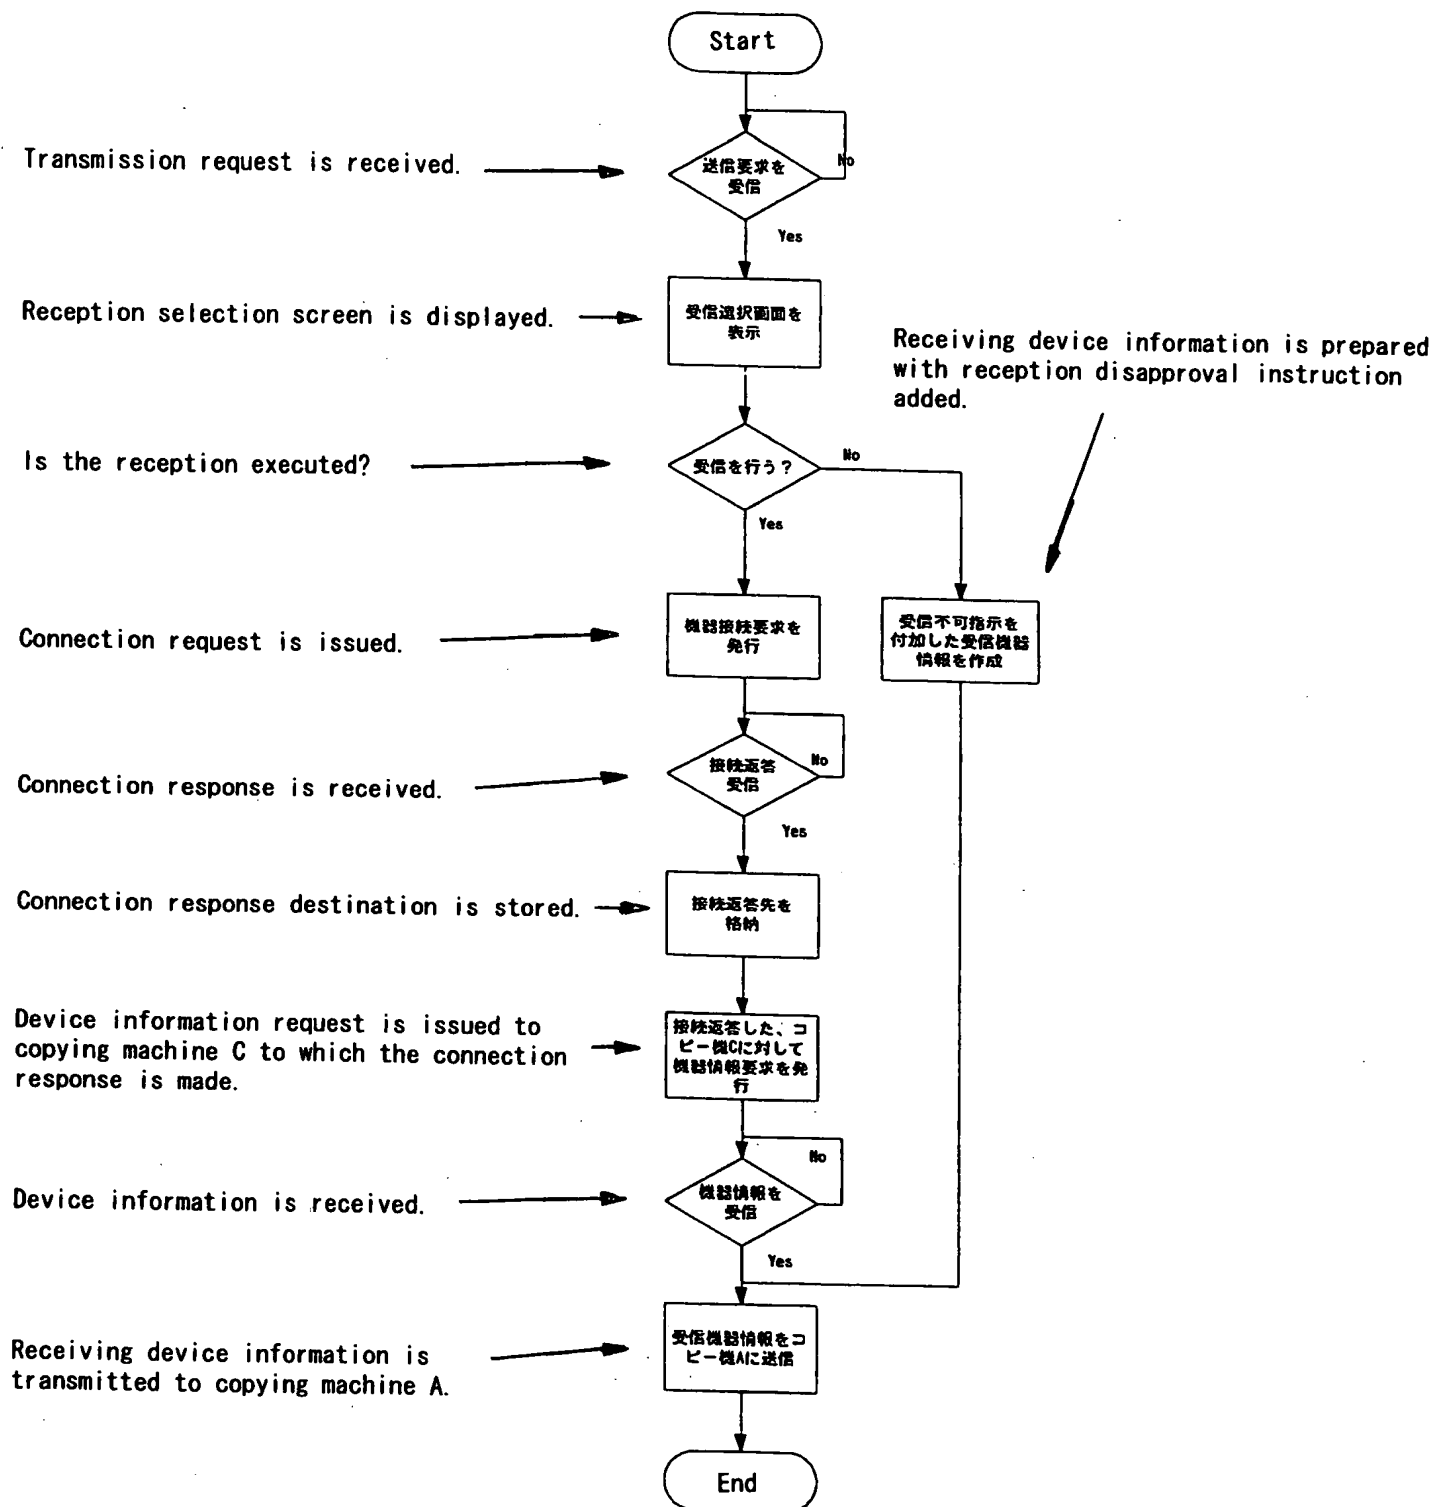 Start
Transmission request is received.
送信要求を
受信
No
Yes
Reception selection screen is displayed.
受信選択画面を
表示
Receiving device information is prepared
with reception disapproval instruction
added.
Is the reception executed?
受信を行う?
No
Yes
Connection request is issued.
機器接続要求を
発行
受信不可指示を
付加した受信機器
情報を作成
Connection response is received.
接続返答
受信
No
Yes
Connection response destination is stored.
接続返答先を
格納
Device information request is issued to
copying machine C to which the connection
response is made.
接続返答した、コ
ピー機Cに対して
機器情報要求を発
行
Device information is received.
機器情報を
受信
No
Yes
Receiving device information is
transmitted to copying machine A.
受信機器情報をコ
ピー機Aに送信
End